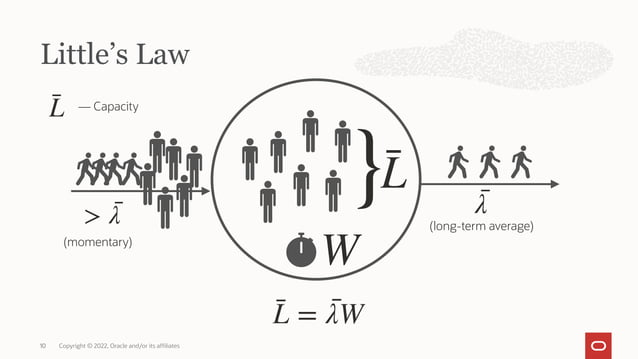 Little's Law
L̄ — Capacity
} L̄
> λ̄
(momentary)
λ̄
(long-term average)
W
L̄ = λ̄W
10 Copyright © 2022, Oracle and/or its affiliates